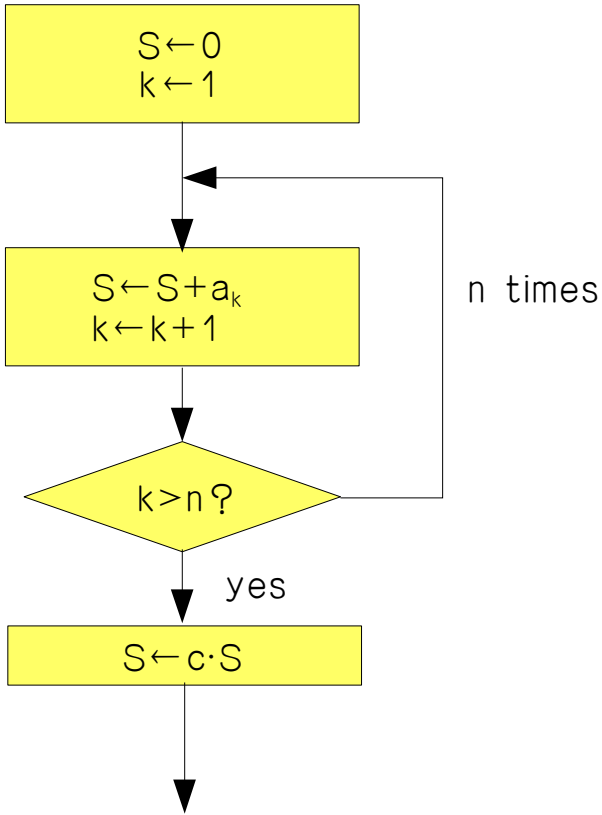 S←0
k←1
S←S+aₖ
k←k+1
n times
k>n?
yes
S←c·S